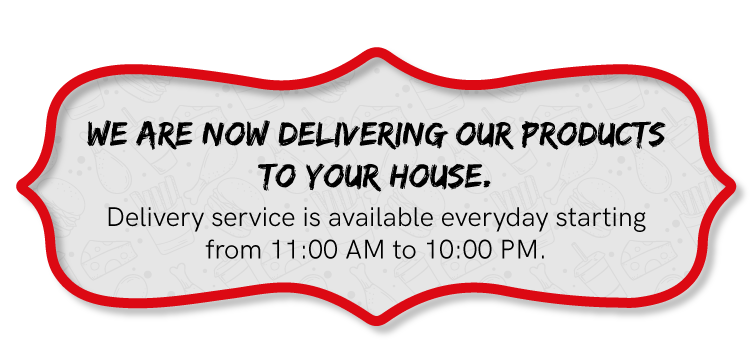 WE ARE NOW DELIVERING OUR PRODUCTS
TO YOUR HOUSE.
Delivery service is available everyday starting
from 11:00 AM to 10:00 PM.